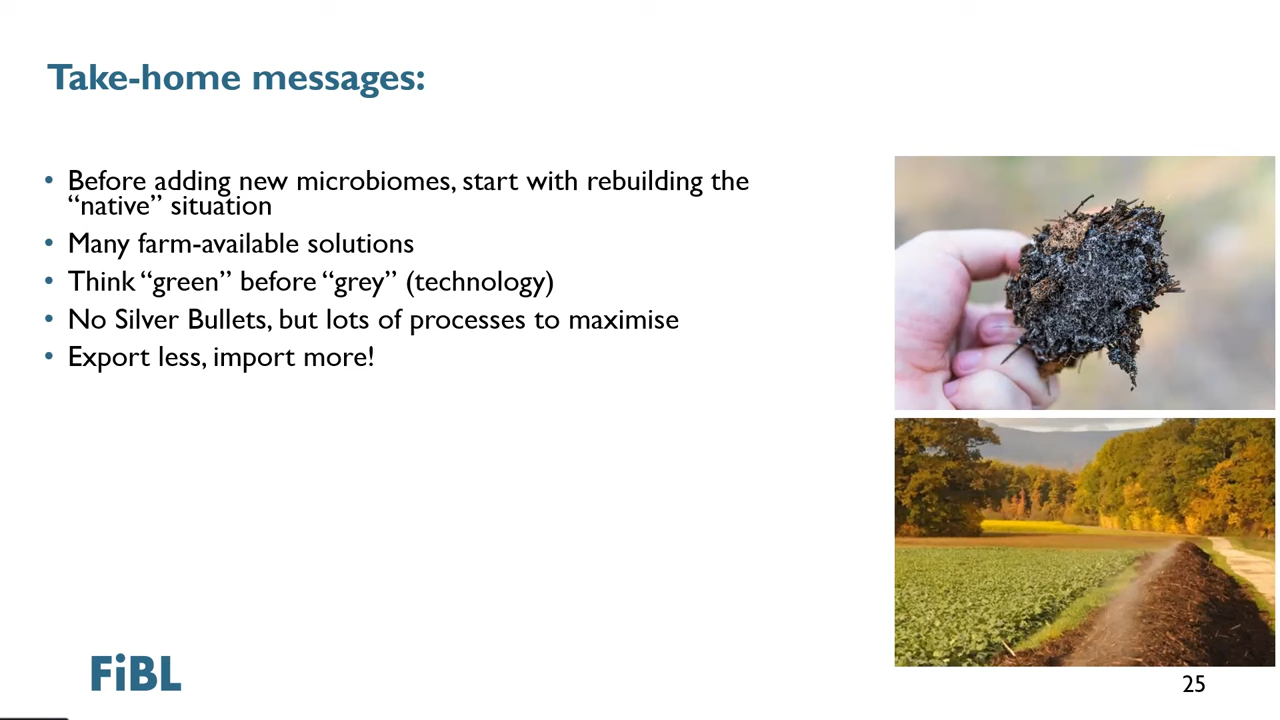 Take-home messages:
• Before adding new microbiomes, start with rebuilding the
“native” situation
• Many farm-available solutions
• Think “green” before “grey” (technology)
• No Silver Bullets, but lots of processes to maximise
• Export less, import more!
FiBL
25